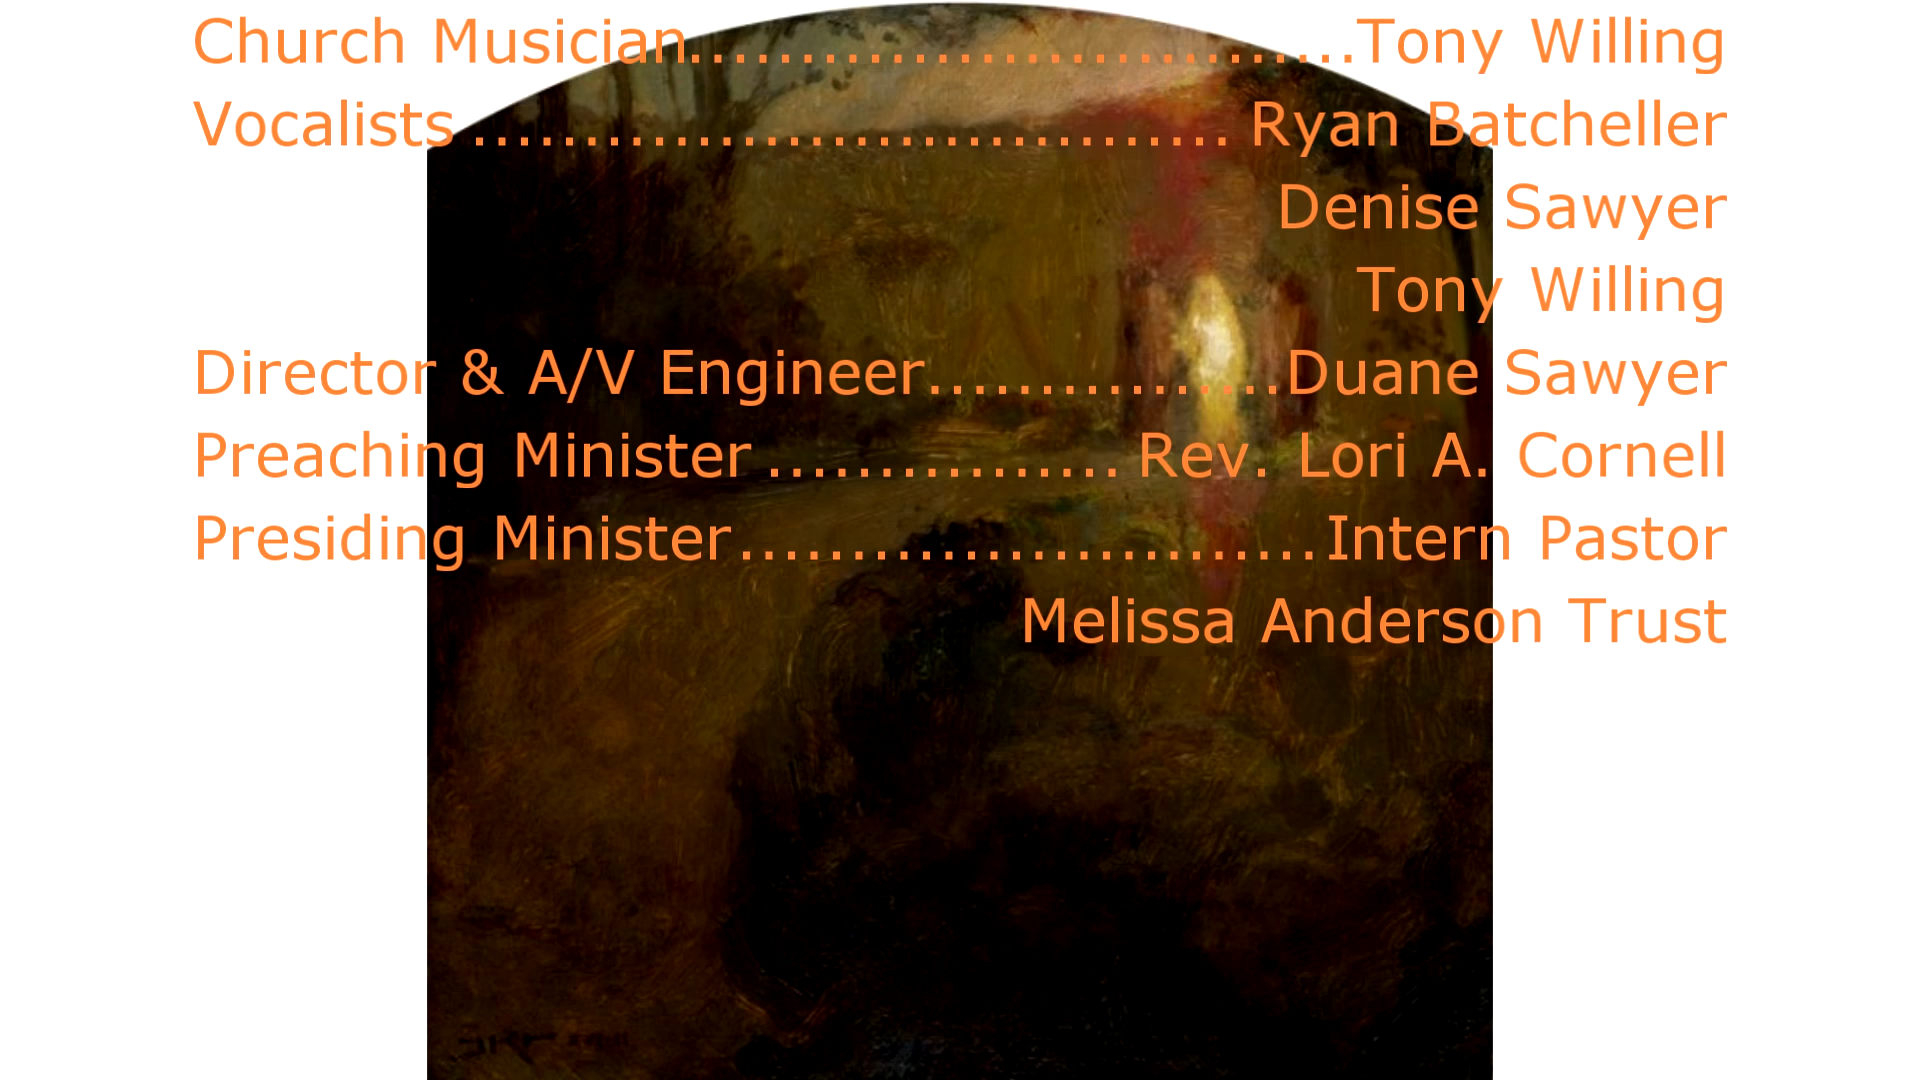 Church Musician..............................Tony Willing
Vocalists .................................. Ryan Batcheller
Denise Sawyer
Tony Willing
Director & A/V Engineer................Duane Sawyer
Preaching Minister ................ Rev. Lori A. Cornell
Presiding Minister..........................Intern Pastor
Melissa Anderson Trust